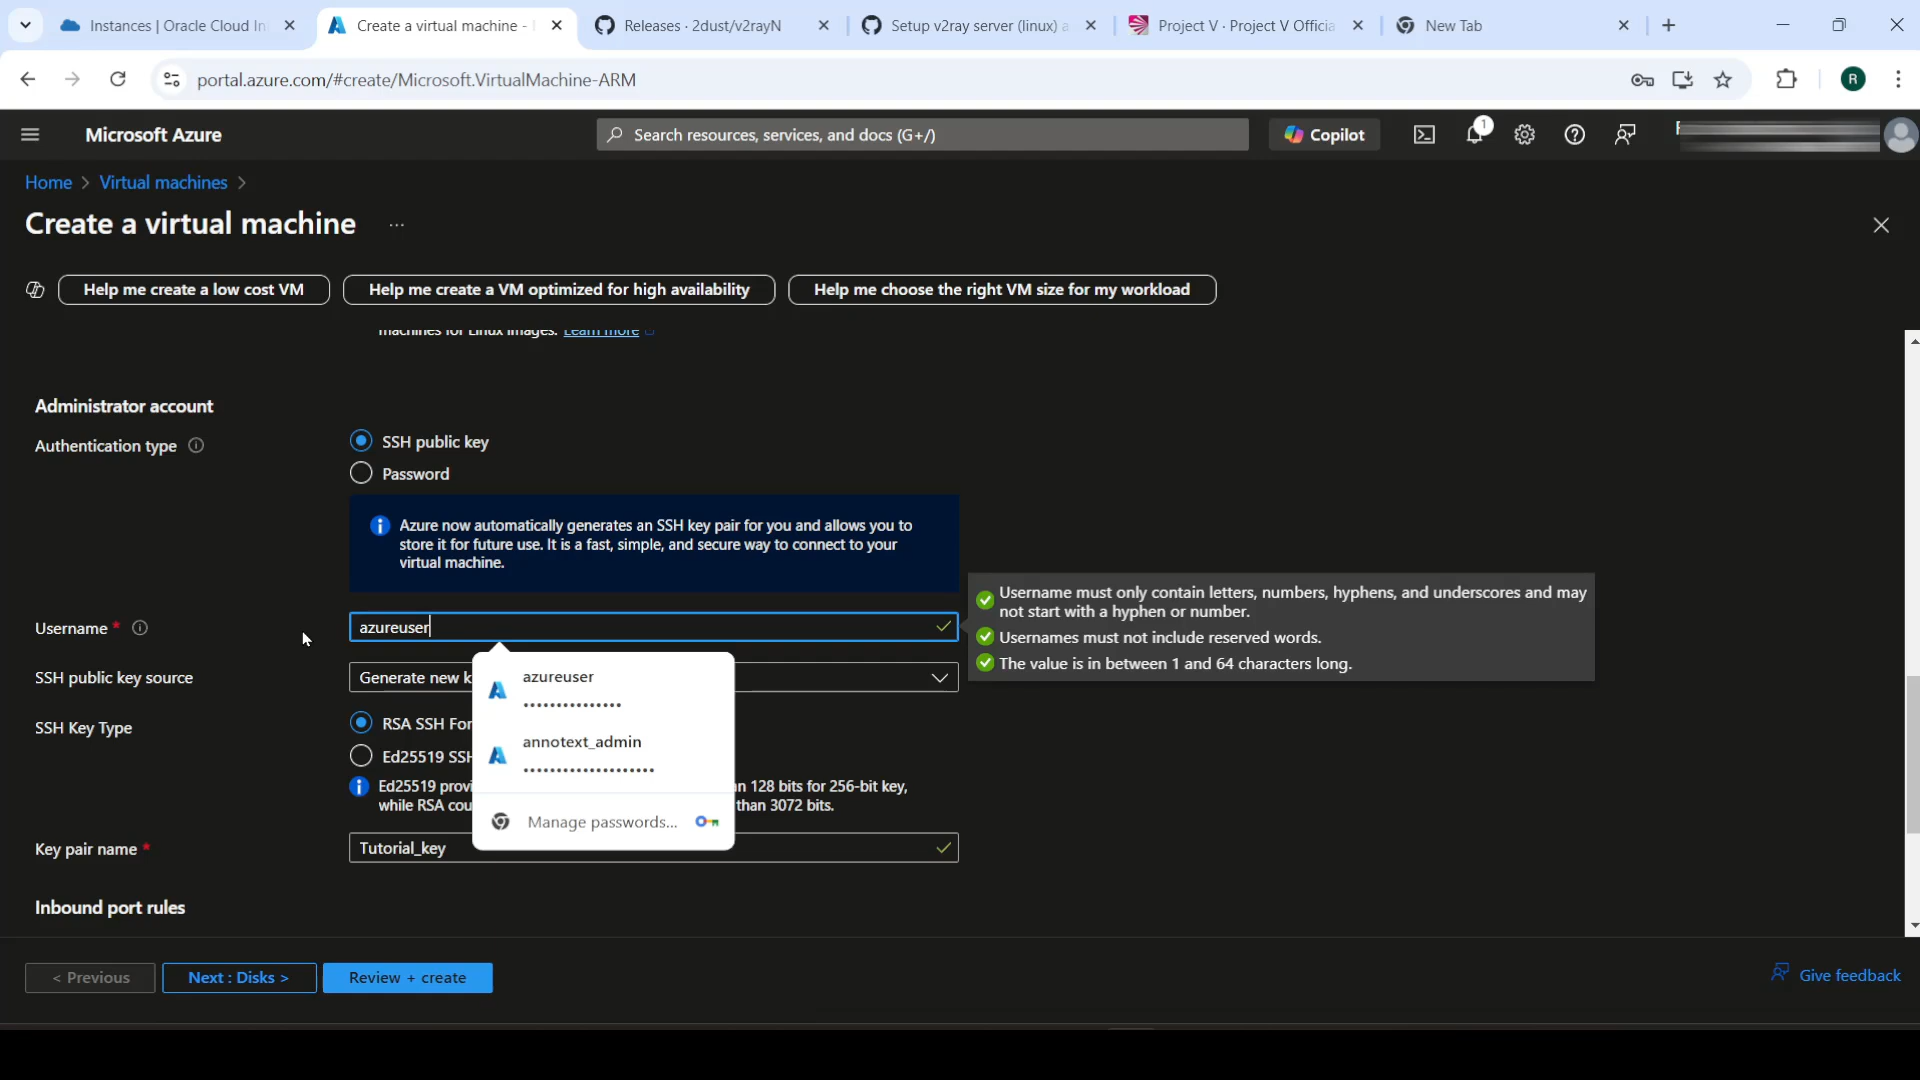 Instances | Oracle Cloud In
Create a virtual machine -
Releases · 2dust/v2rayN
Setup v2ray server (linux) a
Project V · Project V Officia
New Tab
portal.azure.com/#create/Microsoft.VirtualMachine-ARM
R
Microsoft Azure
Search resources, services, and docs (G+/)
Copilot
1
Home > Virtual machines >
Create a virtual machine ...
Help me create a low cost VM
Help me create a VM optimized for high availability
Help me choose the right VM size for my workload
machines for Linux images. Learn more
Administrator account
Authentication type
SSH public key
Password
Azure now automatically generates an SSH key pair for you and allows you to
store it for future use. It is a fast, simple, and secure way to connect to your
virtual machine.
Username *
azureuser
Username must only contain letters, numbers, hyphens, and underscores and may
not start with a hyphen or number.
Usernames must not include reserved words.
The value is in between 1 and 64 characters long.
SSH public key source
Generate new k
azureuser
•••••••••••••••
annotext_admin
••••••••••••••••••••
Manage passwords...
SSH Key Type
RSA SSH For
Ed25519 SSH
Ed25519 provi
n 128 bits for 256-bit key,
while RSA cou
than 3072 bits.
Key pair name *
Tutorial_key
Inbound port rules
< Previous
Next : Disks >
Review + create
Give feedback